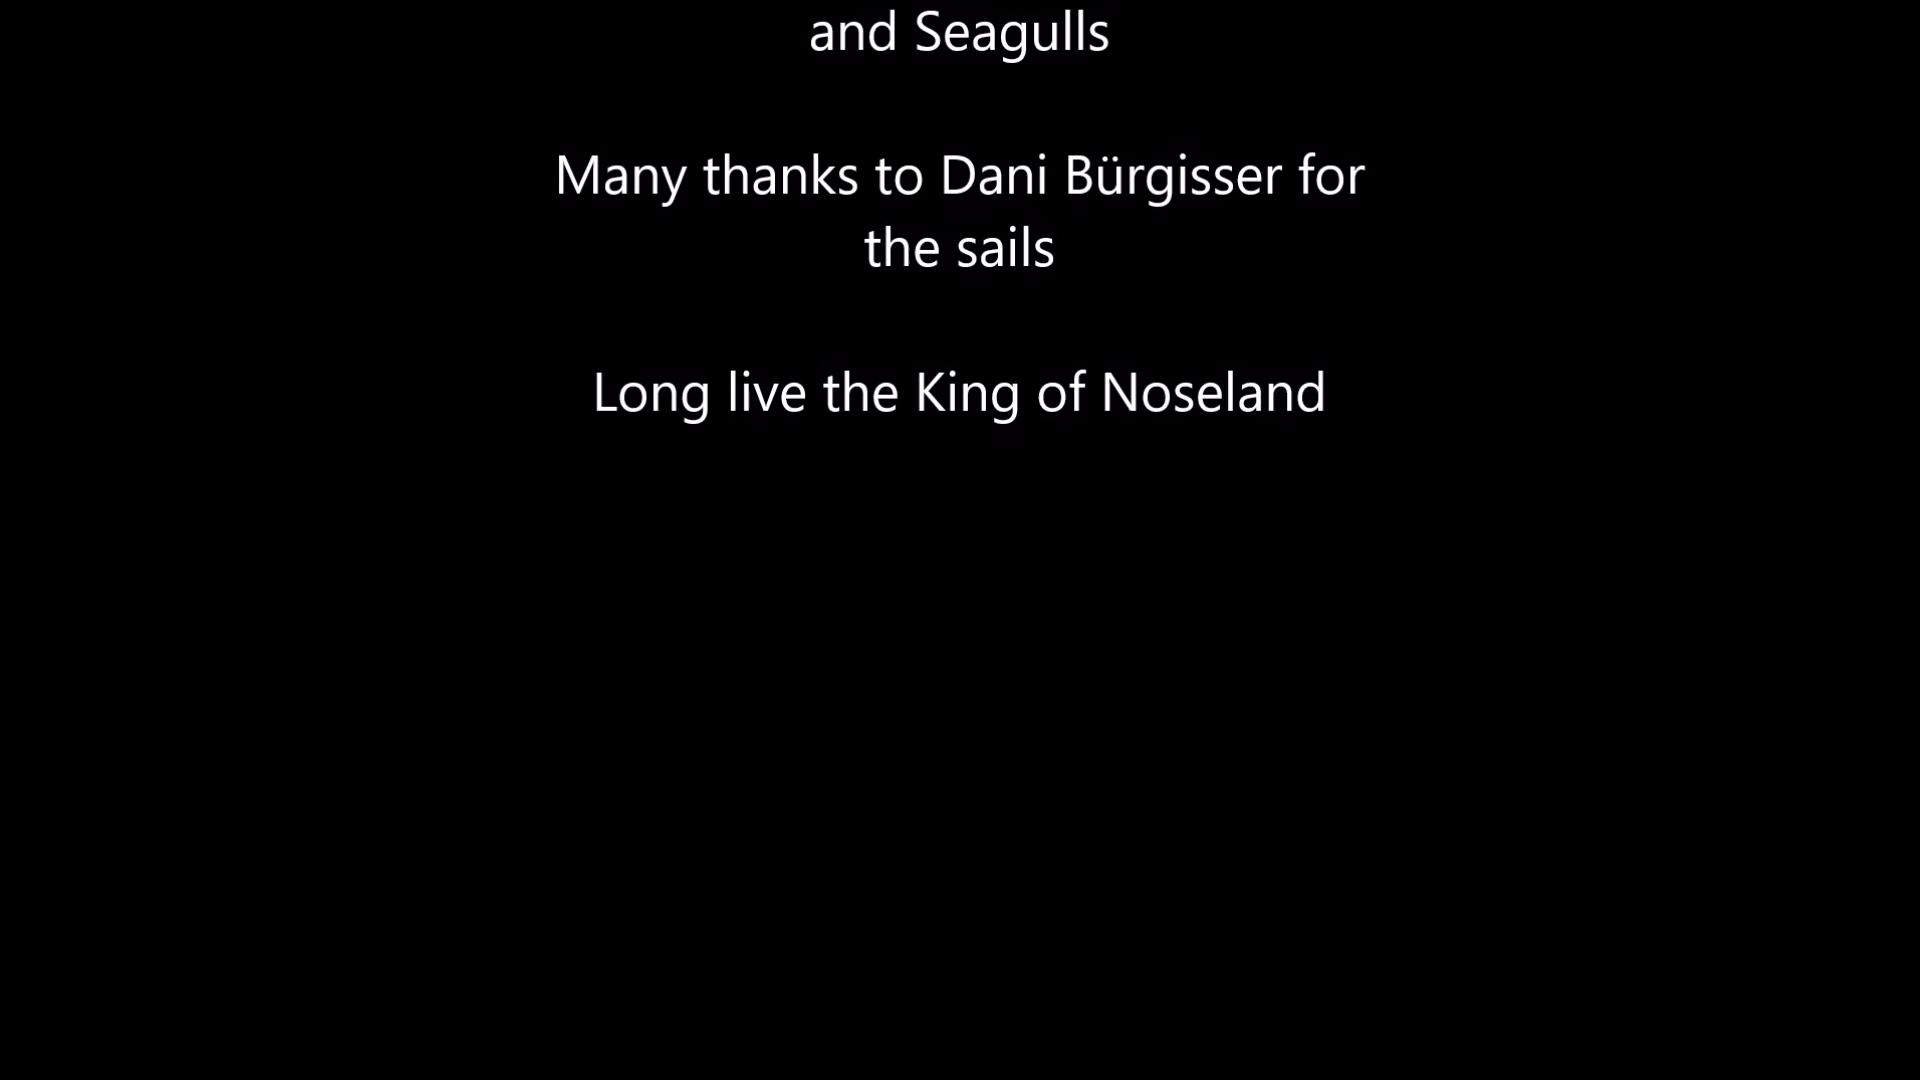 and Seagulls
Many thanks to Dani Bürgisser for
the sails
Long live the King of Noseland